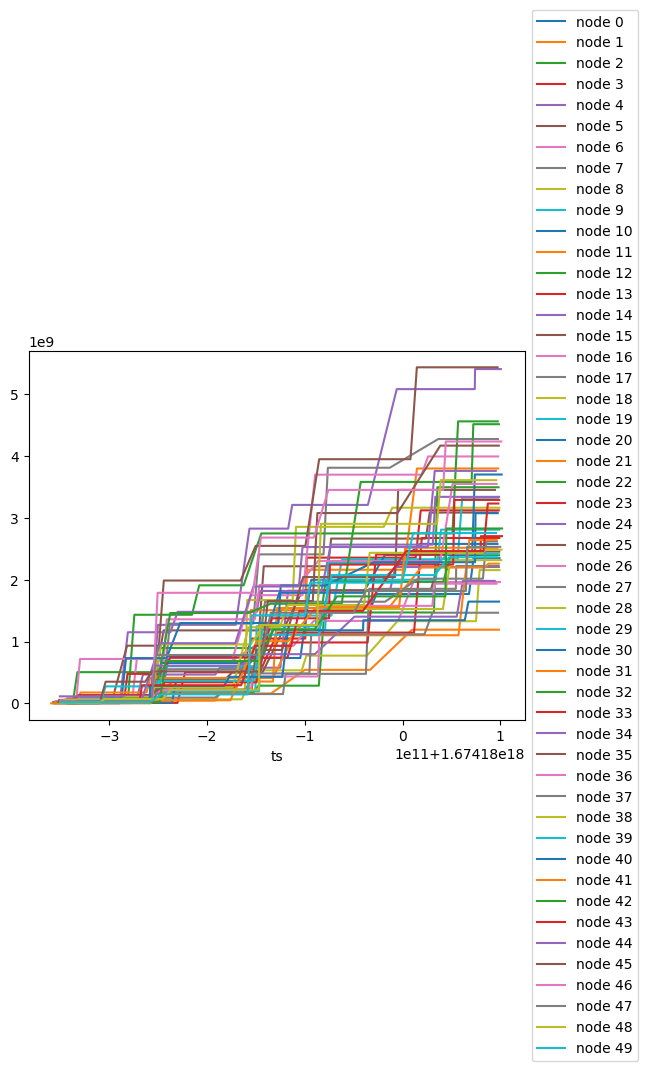 node 0
node 1
node 2
node 3
node 4
node 5
node 6
node 7
node 8
node 9
node 10
node 11
node 12
node 13
node 14
node 15
node 16
node 17
node 18
node 19
node 20
node 21
node 22
node 23
node 24
node 25
node 26
node 27
node 28
node 29
node 30
node 31
node 32
node 33
node 34
node 35
node 36
node 37
node 38
node 39
node 40
node 41
node 42
node 43
node 44
node 45
node 46
node 47
node 48
node 49
1e9
5
4
3
2
1
0
−3 −2 −1 0 1
1e11+1.67418e18
ts